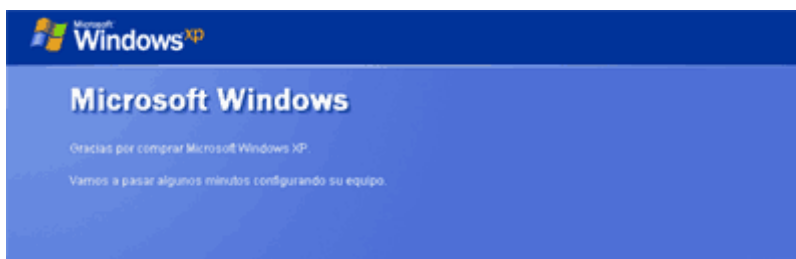 Microsoft
Windows xp
Microsoft Windows
Gracias por comprar Microsoft Windows XP.
Vamos a pasar algunos minutos configurando su equipo.